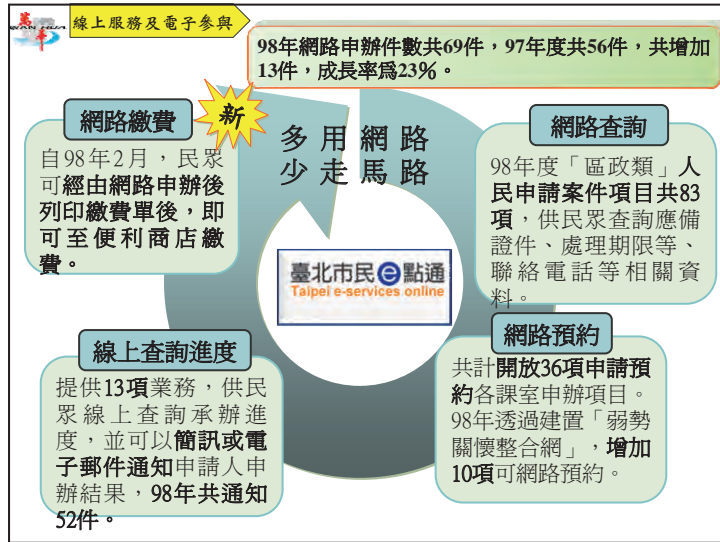 萬華
WAN HUA
線上服務及電子參與
98年網路申辦件數共69件，97年度共56件，共增加
13件，成長率為23%。
網路繳費
新
自98年2月，民眾
可經由網路申辦後
列印繳費單後，即
可至便利商店繳
費。
多用網路
少走馬路
網路查詢
98年度「區政類」人
民申請案件項目共83
項，供民眾查詢應備
證件、處理期限等、
聯絡電話等相關資
料。
臺北市民e點通
Taipei e-services online
線上查詢進度
提供13項業務，供民
眾線上查詢承辦進
度，並可以簡訊或電
子郵件通知申請人申
辦結果，98年共通知
52件。
網路預約
共計開放36項申請預
約各課室申辦項目。
98年透過建置「弱勢
關懷整合網」，增加
10項可網路預約。